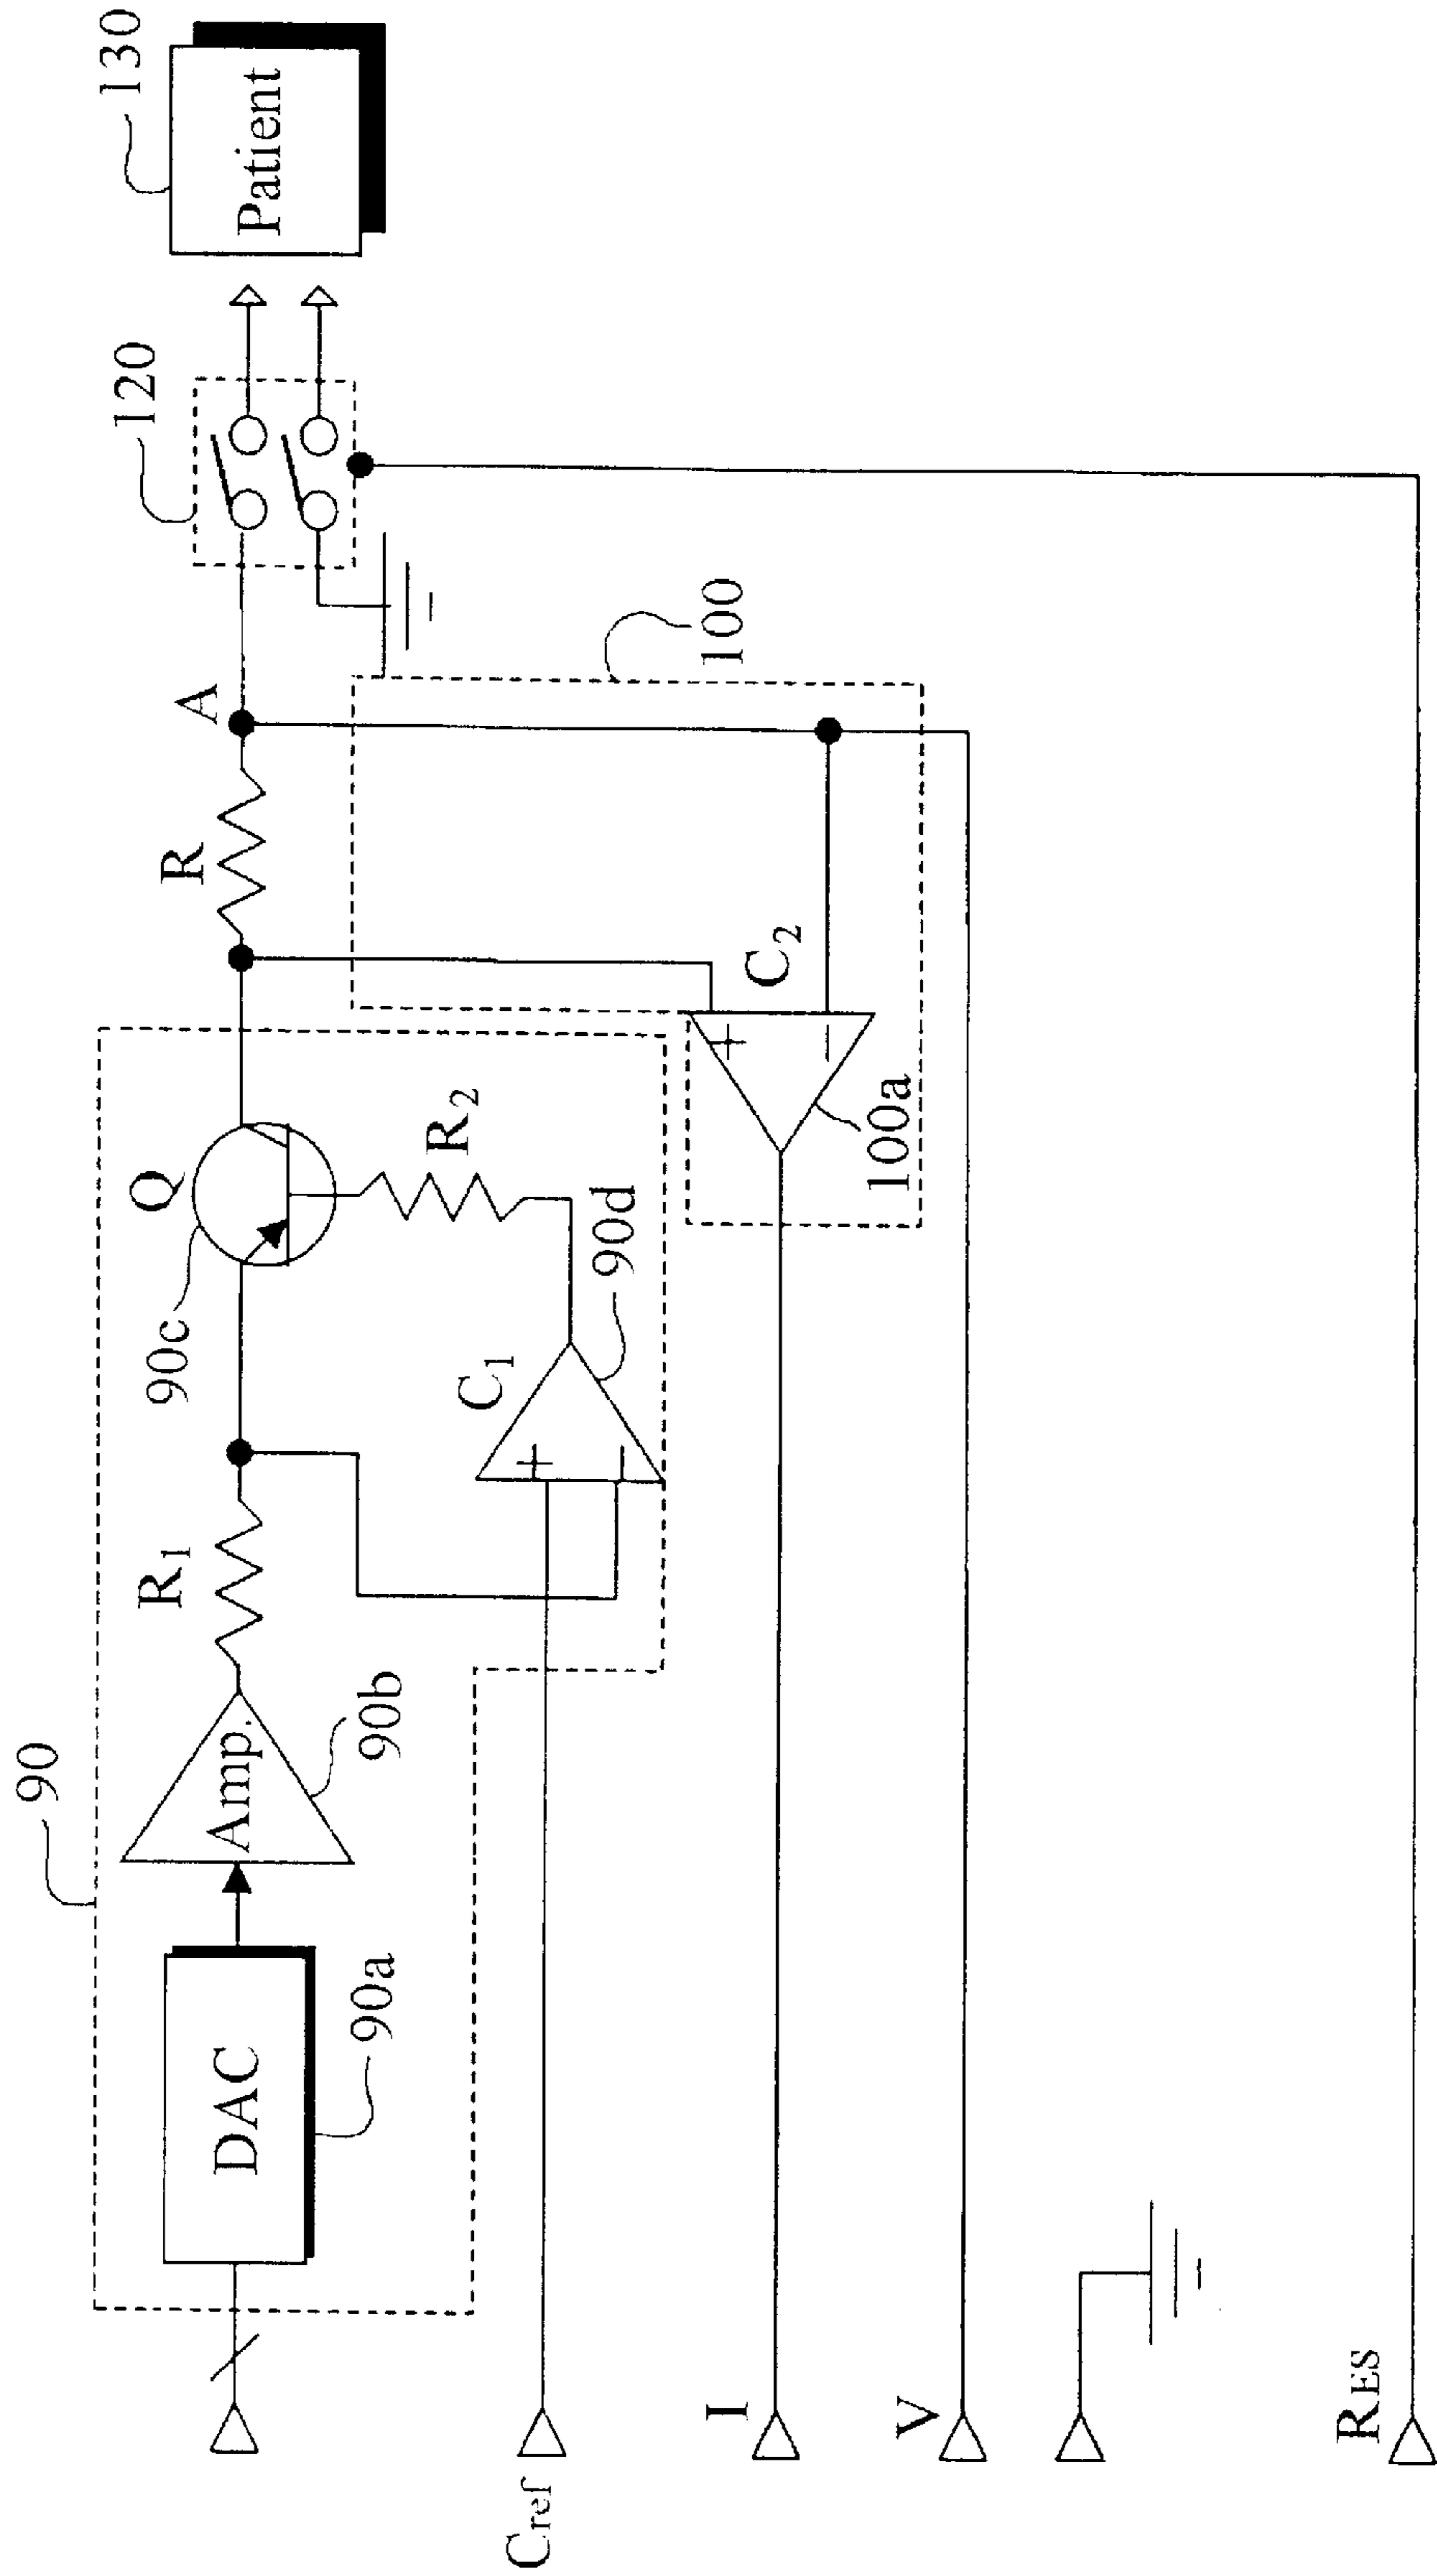 90
DAC
90a
Amp.
90b
R1
90c
Q
C1
90d
R2
R
A
120
Patient
130
100
C2
100a
+
−
+
−
Cref
I
V
RES